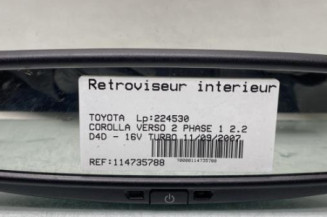 Retroviseur interieur
TOYOTA Lp:224530
COROLLA VERSO 2 PHASE 1 2.2
D4D - 16V TURBO 11/09/2007
REF:114735788